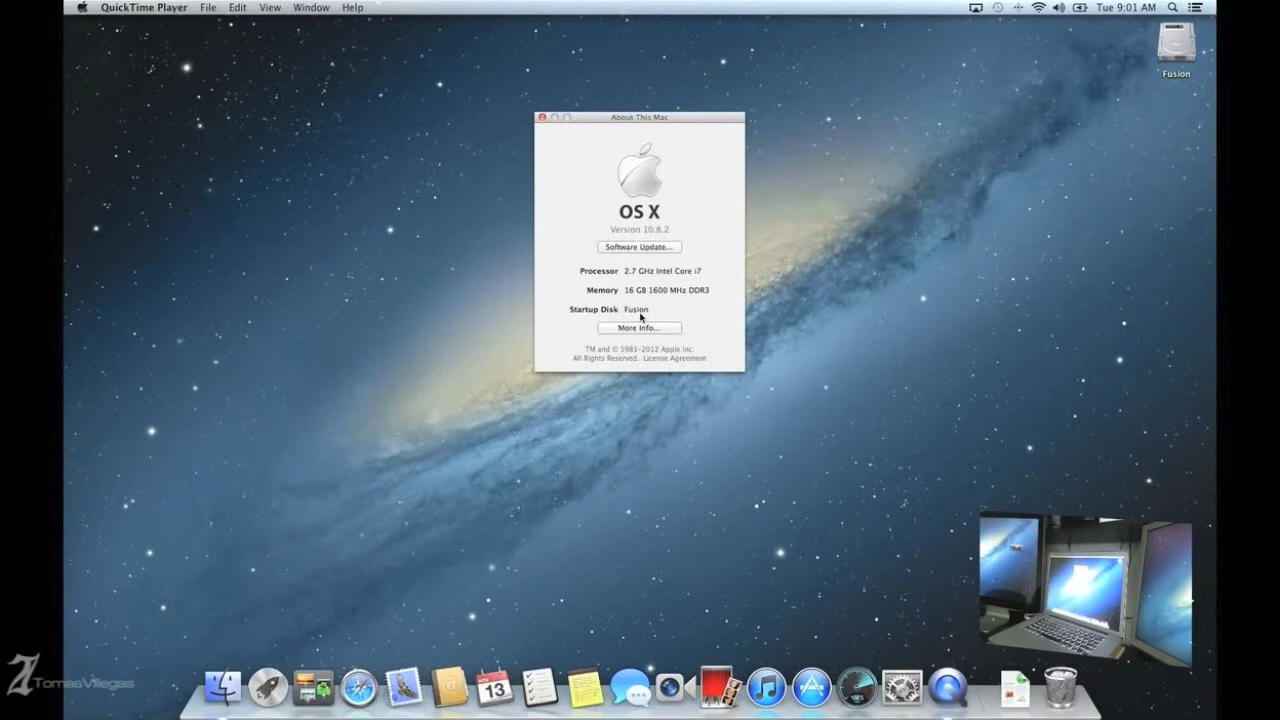 QuickTime Player File Edit View Window Help Tue 9:01 AM
Fusion
About This Mac
OS X
Version 10.8.2
Software Update...
Processor 2.7 GHz Intel Core i7
Memory 16 GB 1600 MHz DDR3
Startup Disk Fusion
More Info...
TM and © 1983-2012 Apple Inc.
All Rights Reserved. License Agreement
NOV
13
TomasVillegas